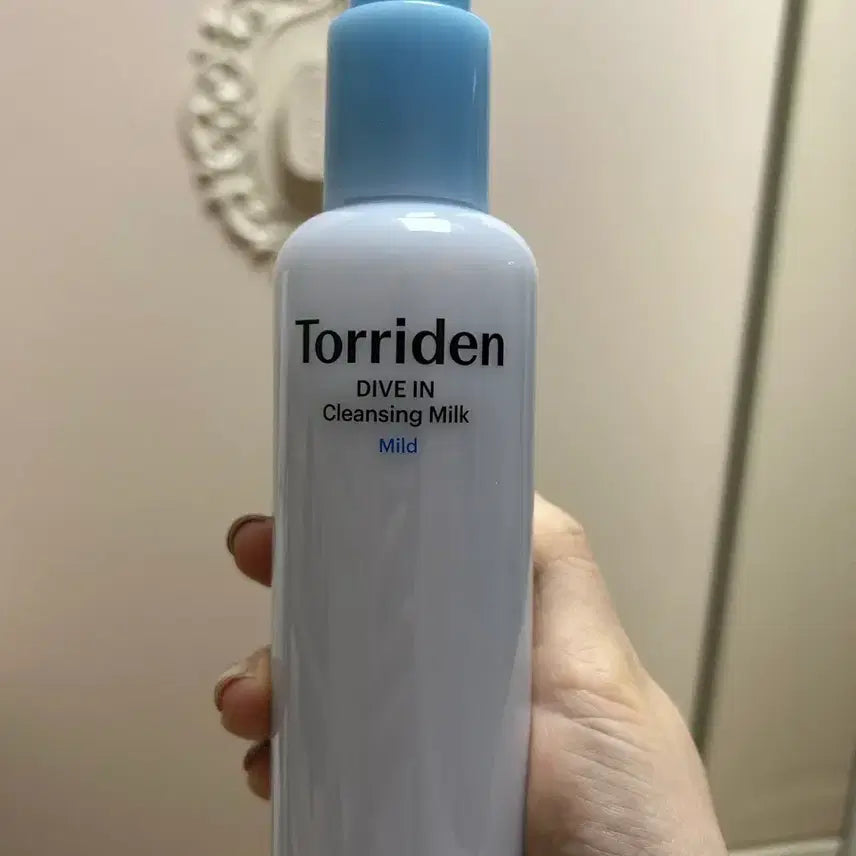 Torriden
DIVE IN
Cleansing Milk
Mild